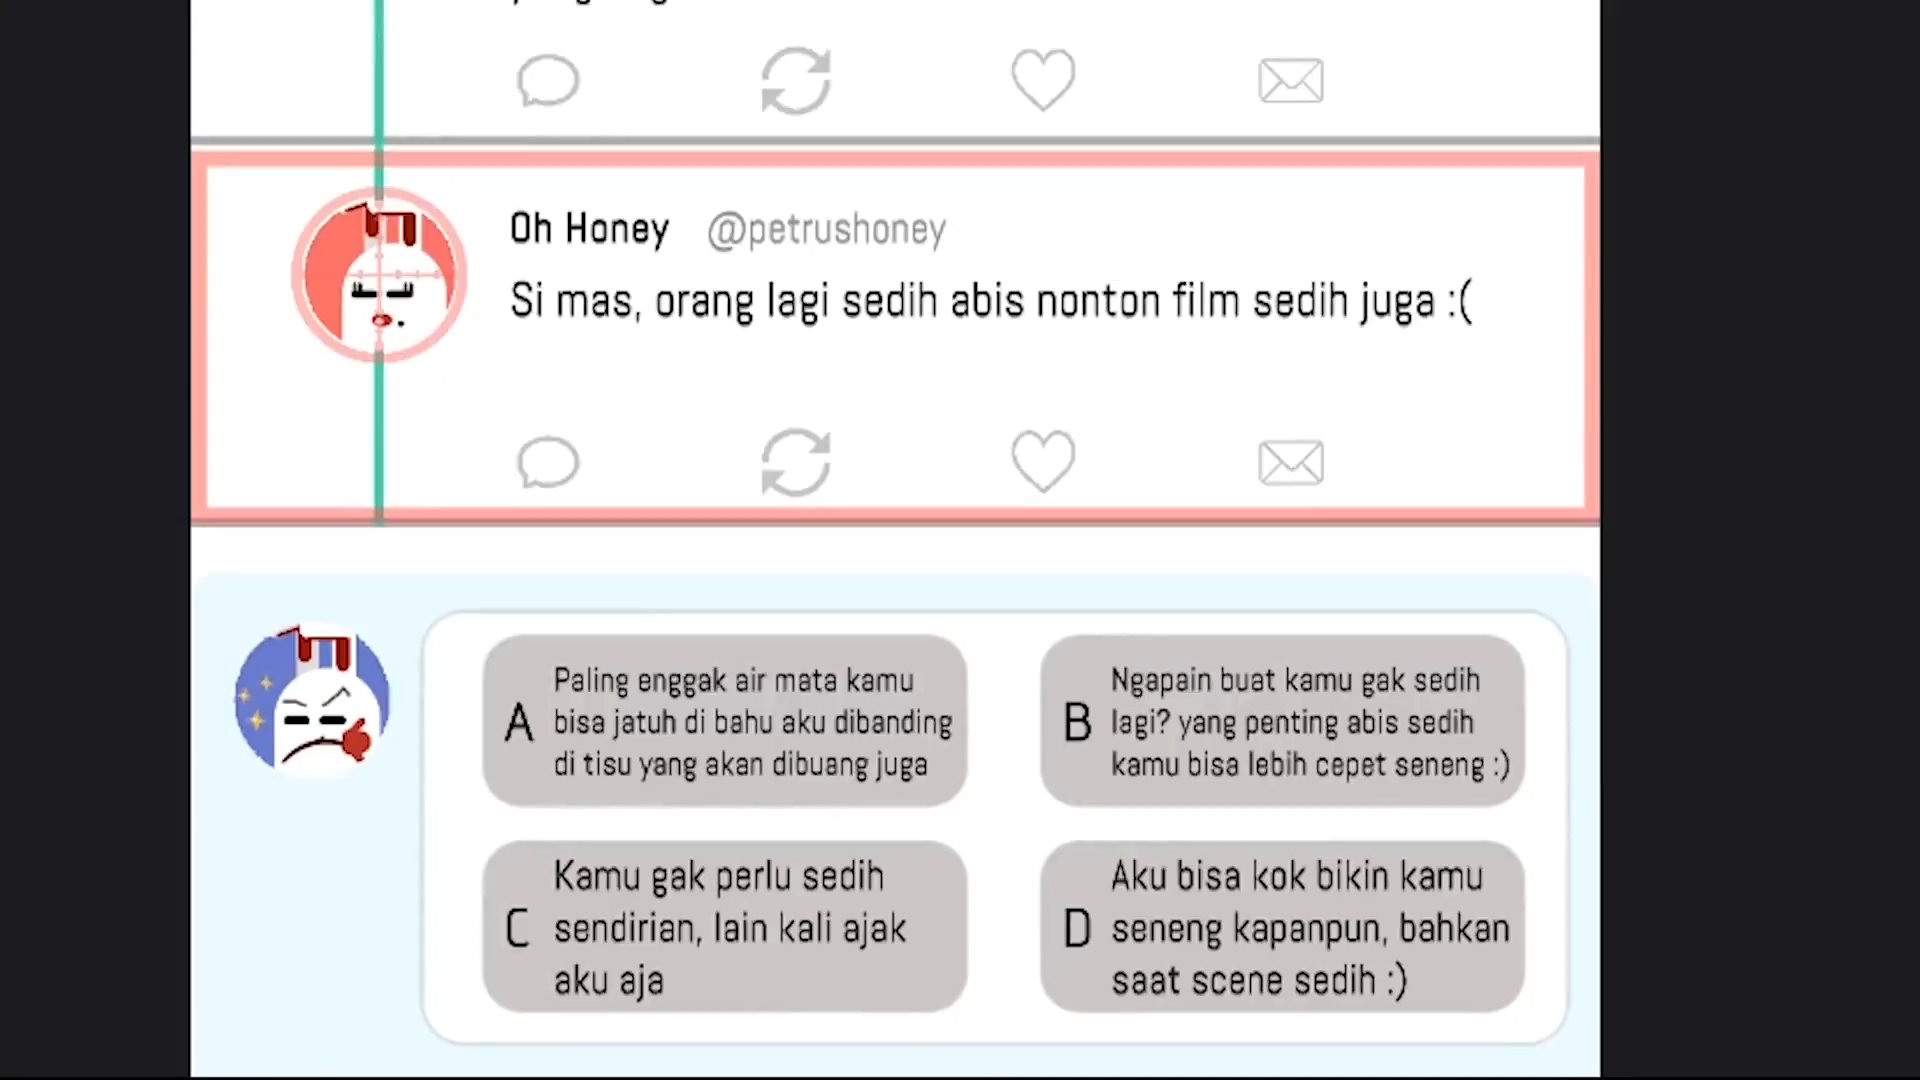 Oh Honey @petrushoney
Si mas, orang lagi sedih abis nonton film sedih juga :(
A
Paling enggak air mata kamu
bisa jatuh di bahu aku dibanding
di tisu yang akan dibuang juga
B
Ngapain buat kamu gak sedih
lagi? yang penting abis sedih
kamu bisa lebih cepet seneng :)
C
Kamu gak perlu sedih
sendirian, lain kali ajak
aku aja
D
Aku bisa kok bikin kamu
seneng kapanpun, bahkan
saat scene sedih :)